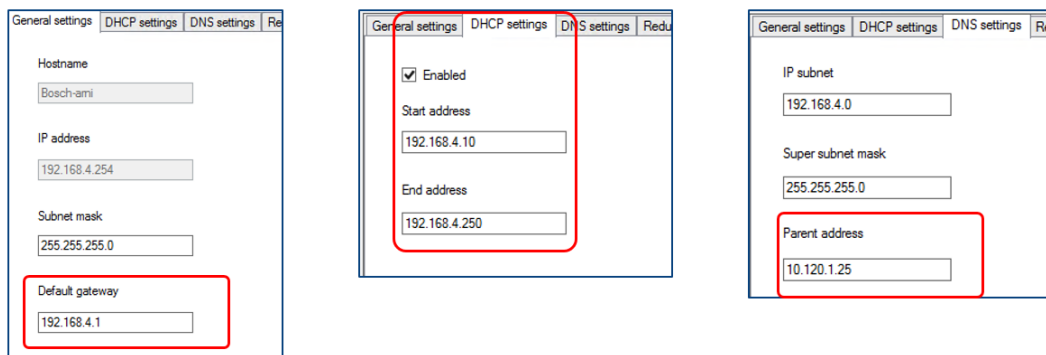 General settings DHCP settings DNS settings Re
Hostname
Bosch-ami
IP address
192.168.4.254
Subnet mask
255.255.255.0
Default gateway
192.168.4.1
General settings DHCP settings DNS settings Redu
Enabled
Start address
192.168.4.10
End address
192.168.4.250
General settings DHCP settings DNS settings R
IP subnet
192.168.4.0
Super subnet mask
255.255.255.0
Parent address
10.120.1.25